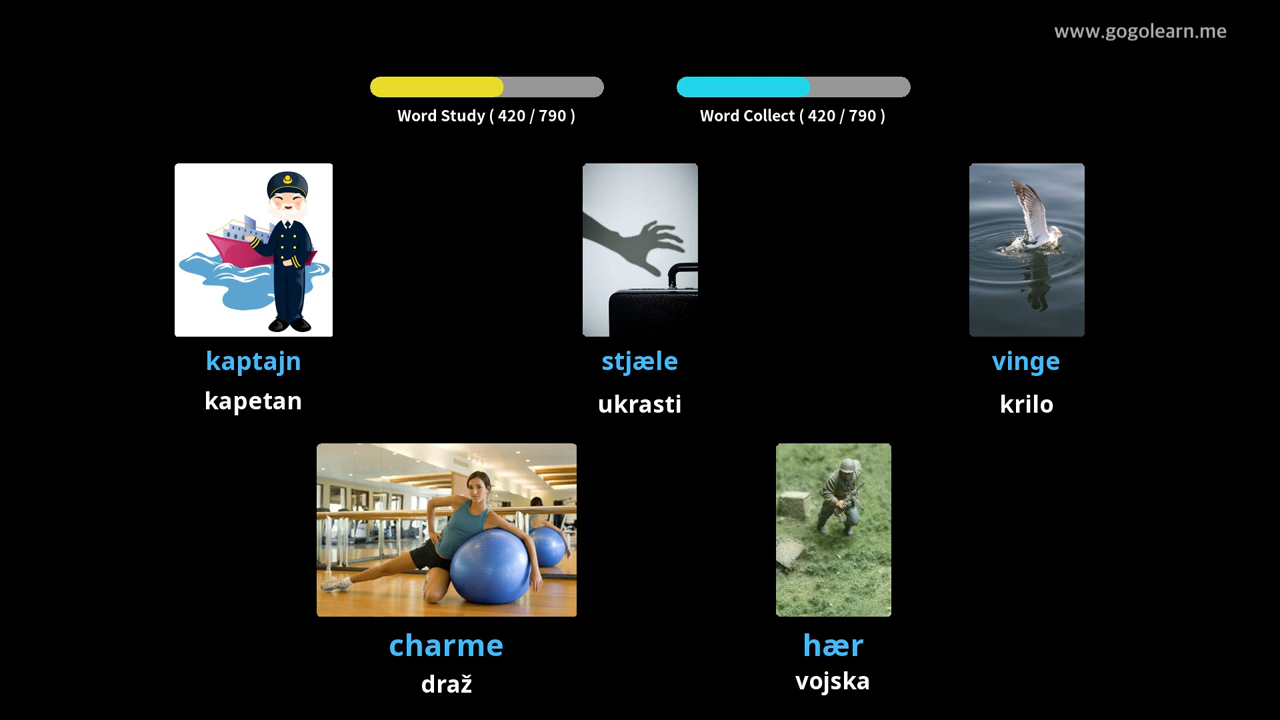 www.gogolearn.me
Word Study ( 420 / 790 )
Word Collect ( 420 / 790 )
kaptajn
kapetan
stjæle
ukrasti
vinge
krilo
charme
draž
hær
vojska